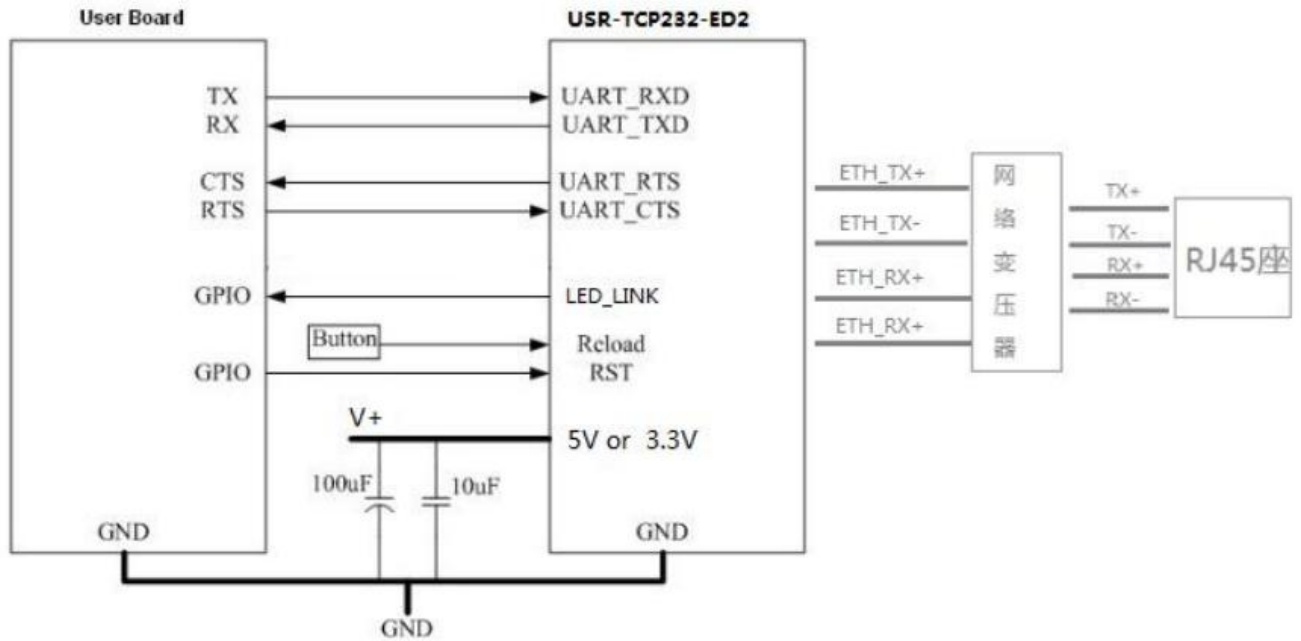 User Board
USR-TCP232-ED2
TX
UART_RXD
RX
UART_TXD
CTS
UART_RTS
RTS
UART_CTS
GPIO
LED_LINK
Button
Reload
GPIO
RST
V+
5V or 3.3V
100uF
10uF
GND
GND
GND
ETH_TX+
ETH_TX-
ETH_RX+
ETH_RX+
网
络
变
压
器
TX+
TX-
RX+
RX-
RJ45座